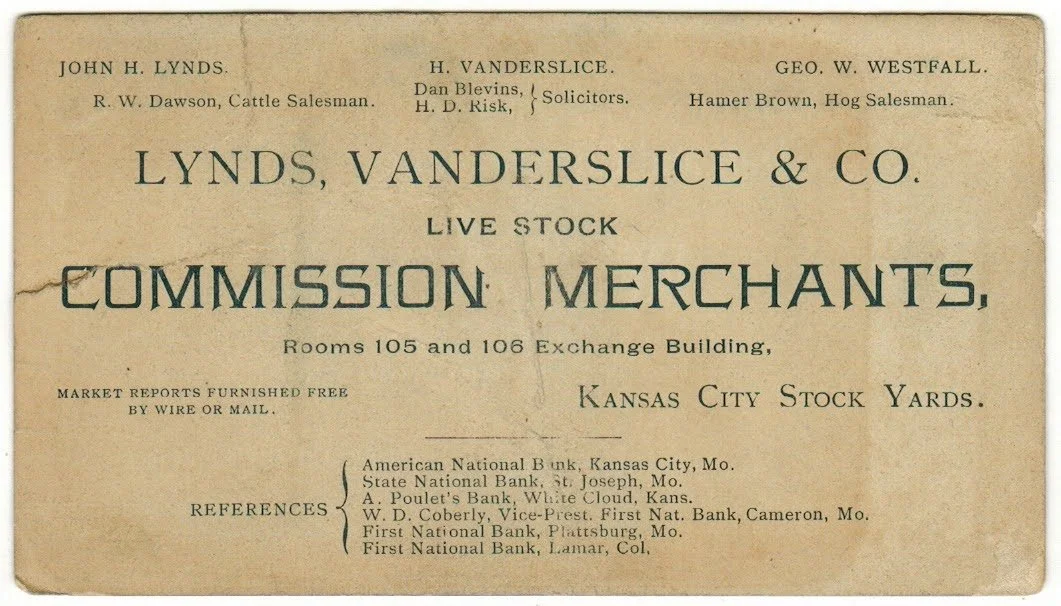 JOHN H. LYNDS. H. VANDERSLICE. GEO. W. WESTFALL.
R. W. Dawson, Cattle Salesman. Dan Blevins, H. D. Risk, } Solicitors. Hamer Brown, Hog Salesman.
LYNDS, VANDERSLICE & CO.
LIVE STOCK
COMMISSION MERCHANTS,
Rooms 105 and 106 Exchange Building,
MARKET REPORTS FURNISHED FREE
BY WIRE OR MAIL.
KANSAS CITY STOCK YARDS.
REFERENCES {
American National Bank, Kansas City, Mo.
State National Bank, St. Joseph, Mo.
A. Poulet's Bank, White Cloud, Kans.
W. D. Coberly, Vice-Prest. First Nat. Bank, Cameron, Mo.
First National Bank, Plattsburg, Mo.
First National Bank, Lamar, Col.